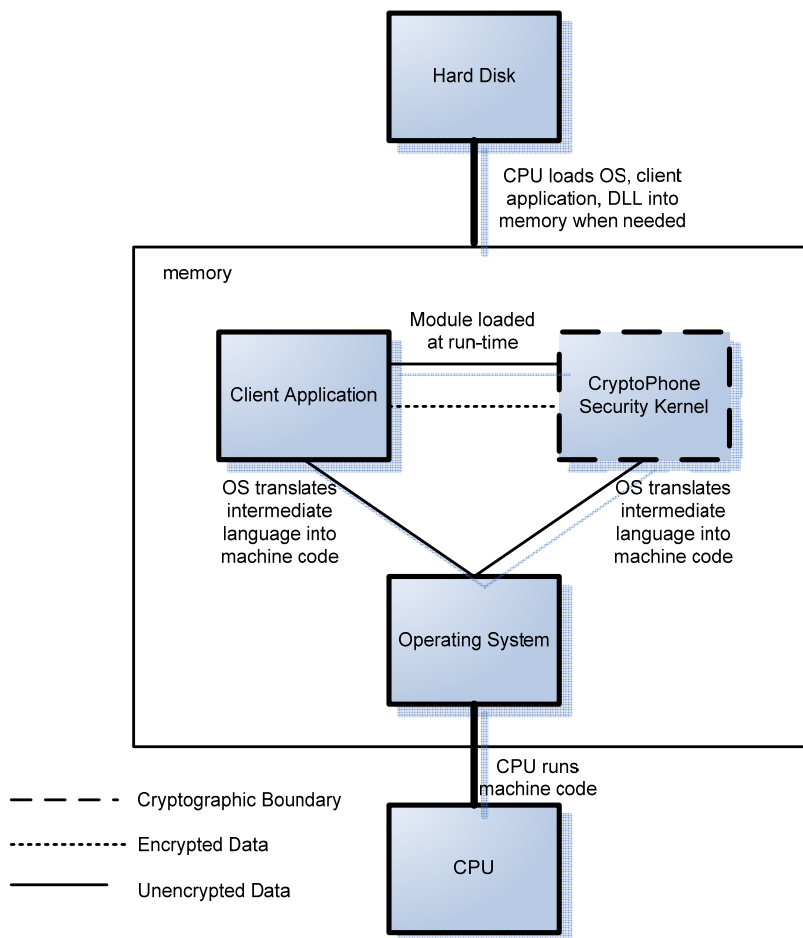 Hard Disk
CPU loads OS, client
application, DLL into
memory when needed
memory
Module loaded
at run-time
Client Application
CryptoPhone
Security Kernel
OS translates
intermediate
language into
machine code
OS translates
intermediate
language into
machine code
Operating System
CPU runs
machine code
Cryptographic Boundary
Encrypted Data
Unencrypted Data
CPU